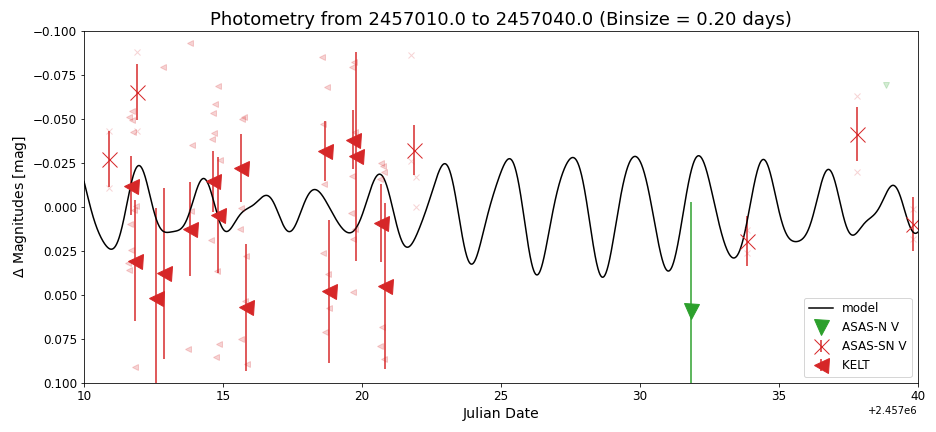 Photometry from 2457010.0 to 2457040.0 (Binsize = 0.20 days)
−0.100
−0.075
−0.050
−0.025
0.000
0.025
0.050
0.075
0.100
Δ Magnitudes [mag]
model
ASAS-N V
ASAS-SN V
KELT
10 15 20 25 30 35 40
+2.457e6
Julian Date